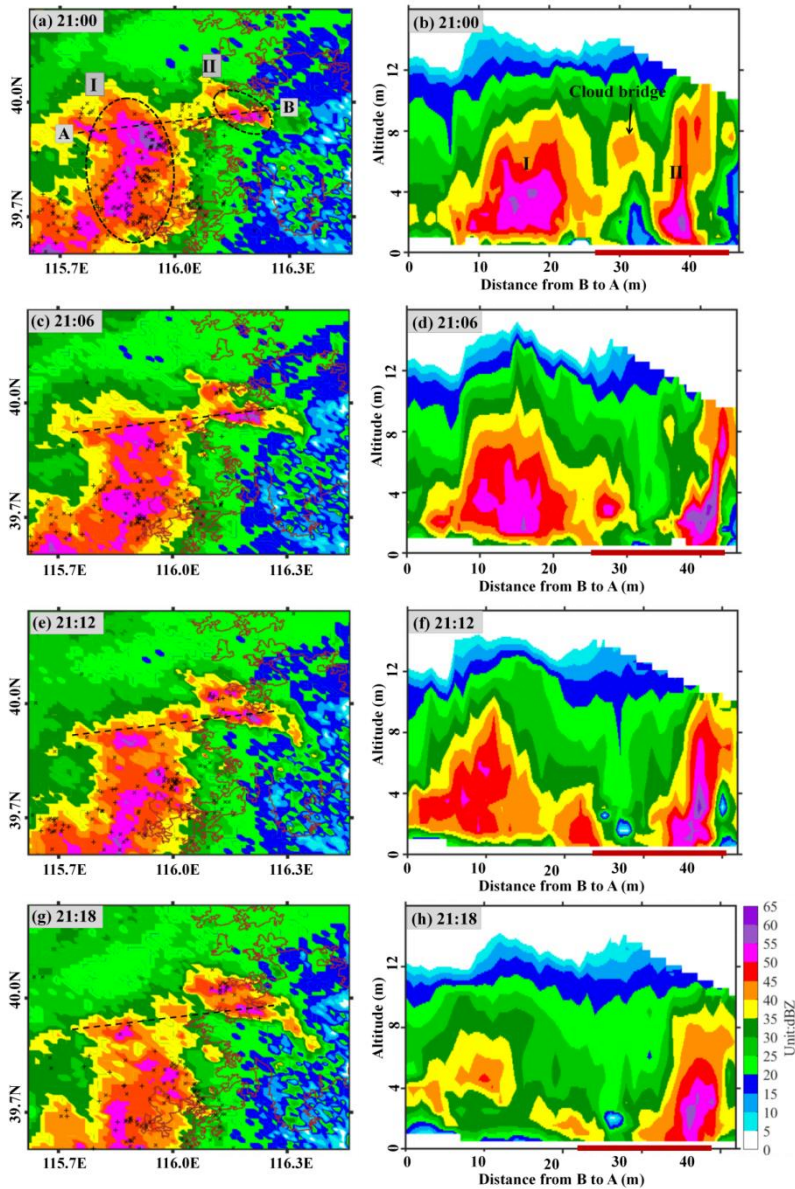 (a) 21:00
I
II
A
B
40.0N
39.7N
115.7E 116.0E 116.3E
(b) 21:00
Cloud bridge
I
II
Altitude (m)
12
8
4
0
0 10 20 30 40
Distance from B to A (m)
(c) 21:06
40.0N
39.7N
115.7E 116.0E 116.3E
(d) 21:06
Altitude (m)
12
8
4
0
0 10 20 30 40
Distance from B to A (m)
(e) 21:12
40.0N
39.7N
115.7E 116.0E 116.3E
(f) 21:12
Altitude (m)
12
8
4
0
0 10 20 30 40
Distance from B to A (m)
(g) 21:18
40.0N
39.7N
115.7E 116.0E 116.3E
(h) 21:18
Altitude (m)
12
8
4
0
0 10 20 30 40
Distance from B to A (m)
65
60
55
50
45
40
35
30
25
20
15
10
5
0
Unit:dBZ